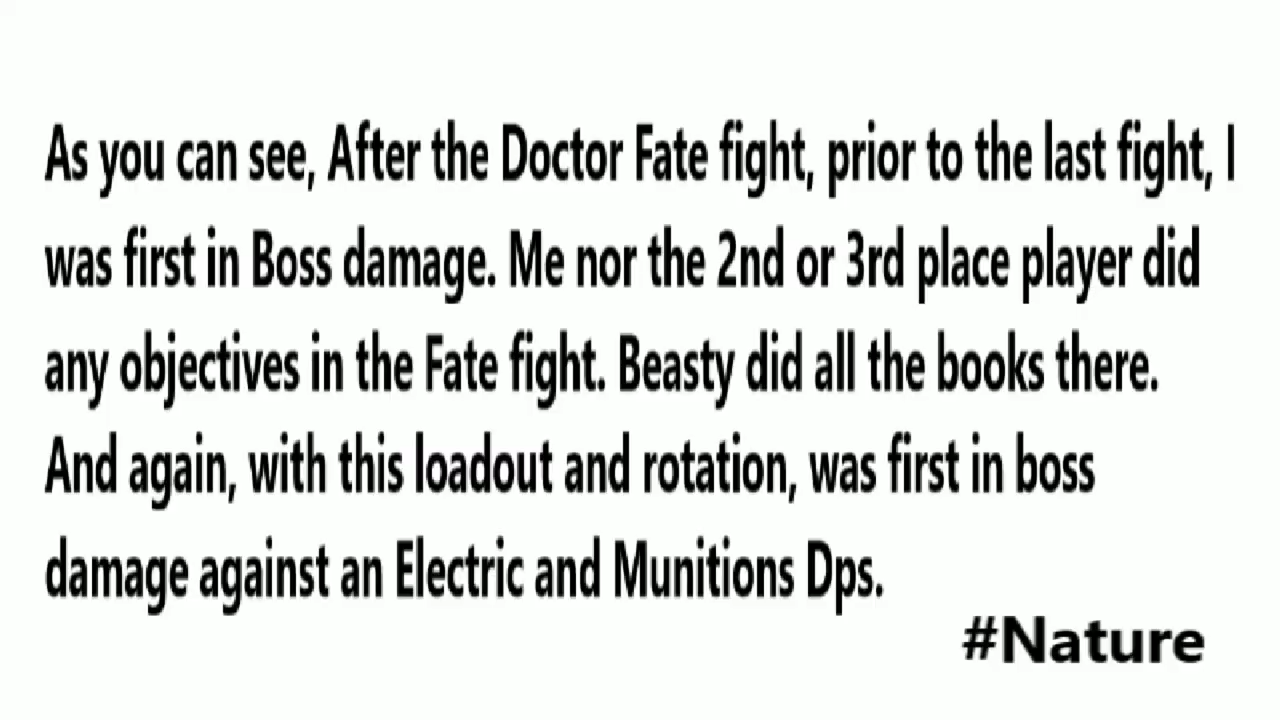 As you can see, After the Doctor Fate fight, prior to the last fight, I
was first in Boss damage. Me nor the 2nd or 3rd place player did
any objectives in the Fate fight. Beasty did all the books there.
And again, with this loadout and rotation, was first in boss
damage against an Electric and Munitions Dps.
#Nature